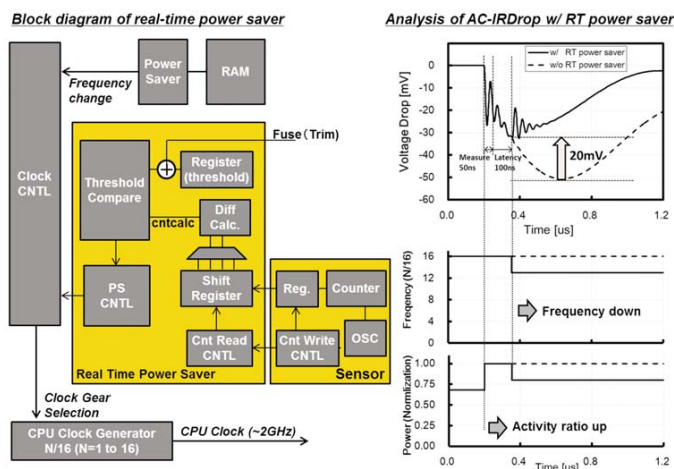 Block diagram of real-time power saver
Clock
CNTL
Frequency
change
Power
Saver
RAM
Fuse(Trim)
Threshold
Compare
Register
(threshold)
cntcalc
Diff
Calc.
PS
CNTL
Shift
Register
Reg.
Counter
OSC
Cnt Read
CNTL
Cnt Write
CNTL
Real Time Power Saver
Sensor
Clock Gear
Selection
CPU Clock Generator
N/16 (N=1 to 16)
CPU Clock (~2GHz)
Analysis of AC-IRDrop w/ RT power saver
Voltage Drop [mV]
10
0
-10
-20
-30
-40
-50
-60
w/ RT power saver
w/o RT power saver
Measure
50ns
Latency
100ns
20mV
0.0
0.4
0.8
1.2
Time [us]
Freqency (N/16)
16
12
8
4
0
Frequency down
Power (Normlization)
1.00
0.75
0.50
0.25
0.00
Activity ratio up
0.0
0.4
0.8
1.2
Time [us]